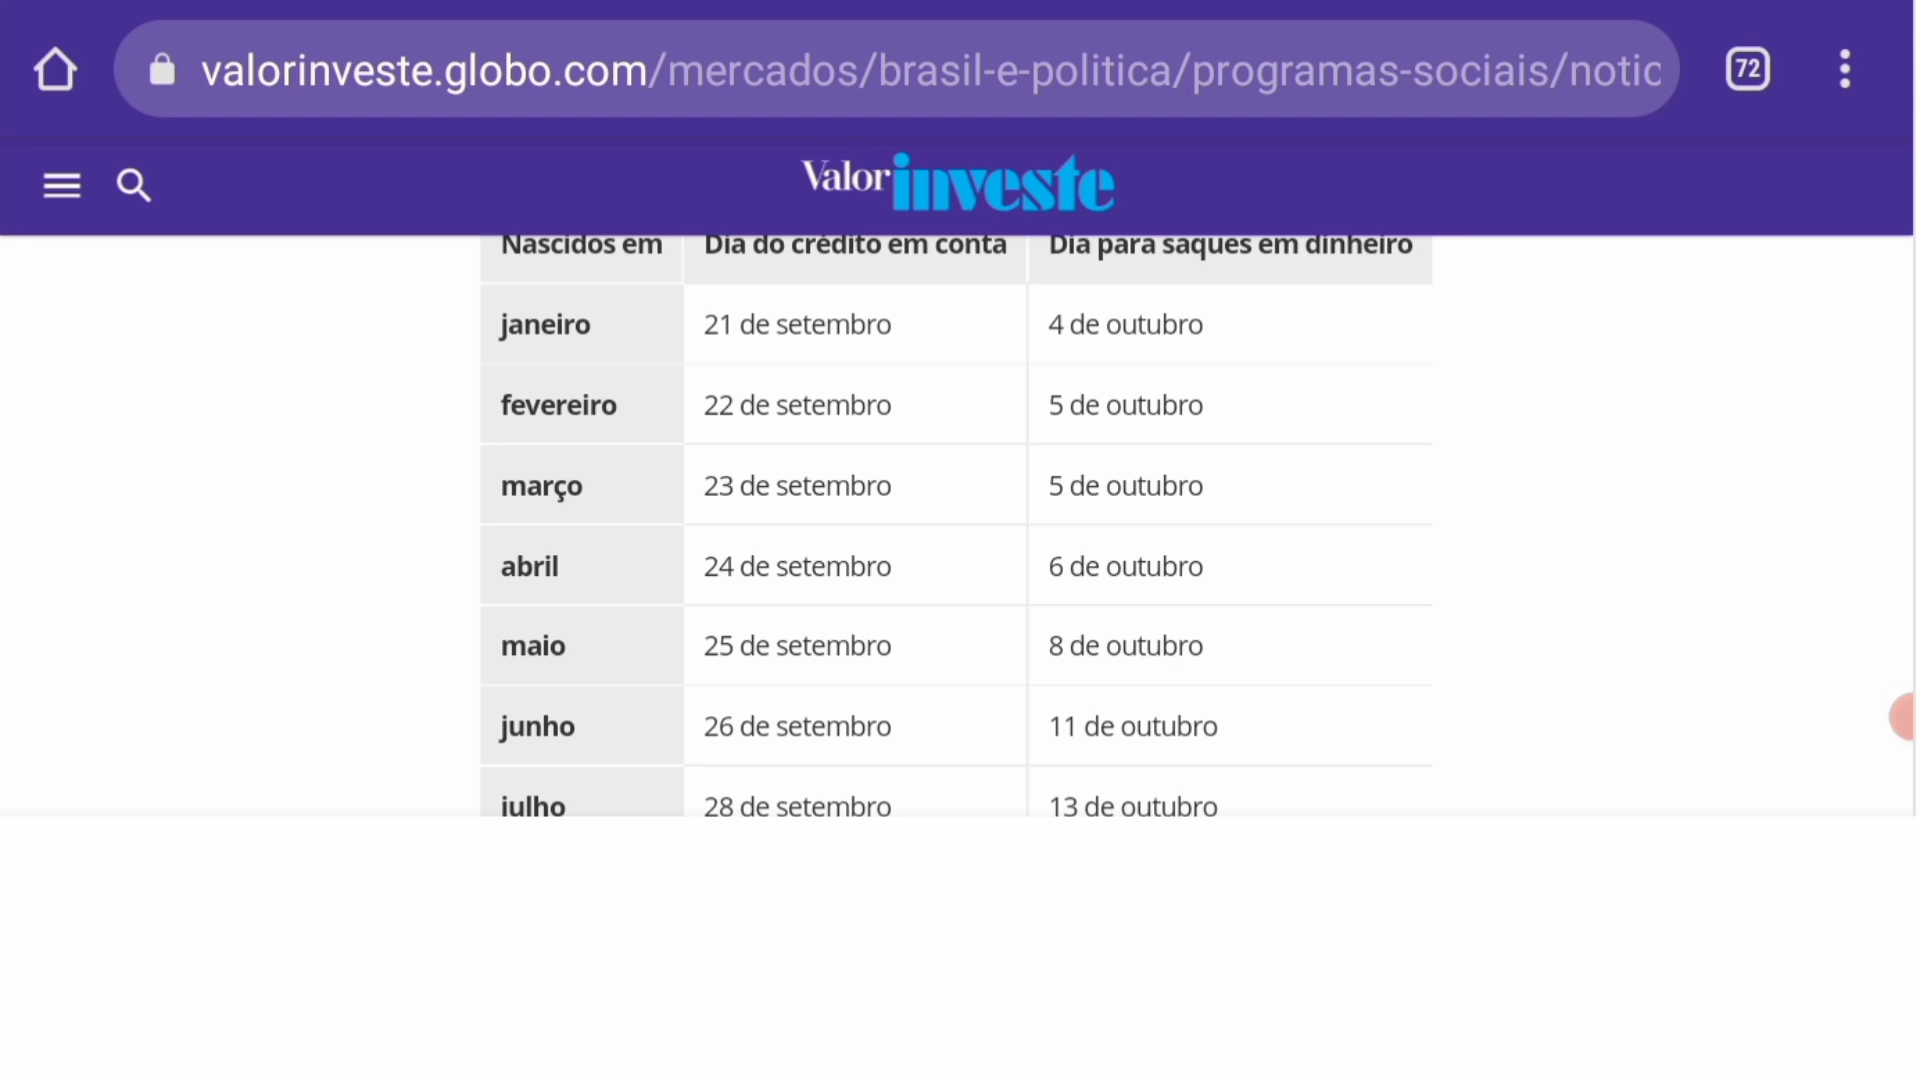 valorinveste.globo.com/mercados/brasil-e-politica/programas-sociais/notic
72
Valor investe
Nascidos em Dia do crédito em conta Dia para saques em dinheiro
janeiro 21 de setembro 4 de outubro
fevereiro 22 de setembro 5 de outubro
março 23 de setembro 5 de outubro
abril 24 de setembro 6 de outubro
maio 25 de setembro 8 de outubro
junho 26 de setembro 11 de outubro
julho 28 de setembro 13 de outubro